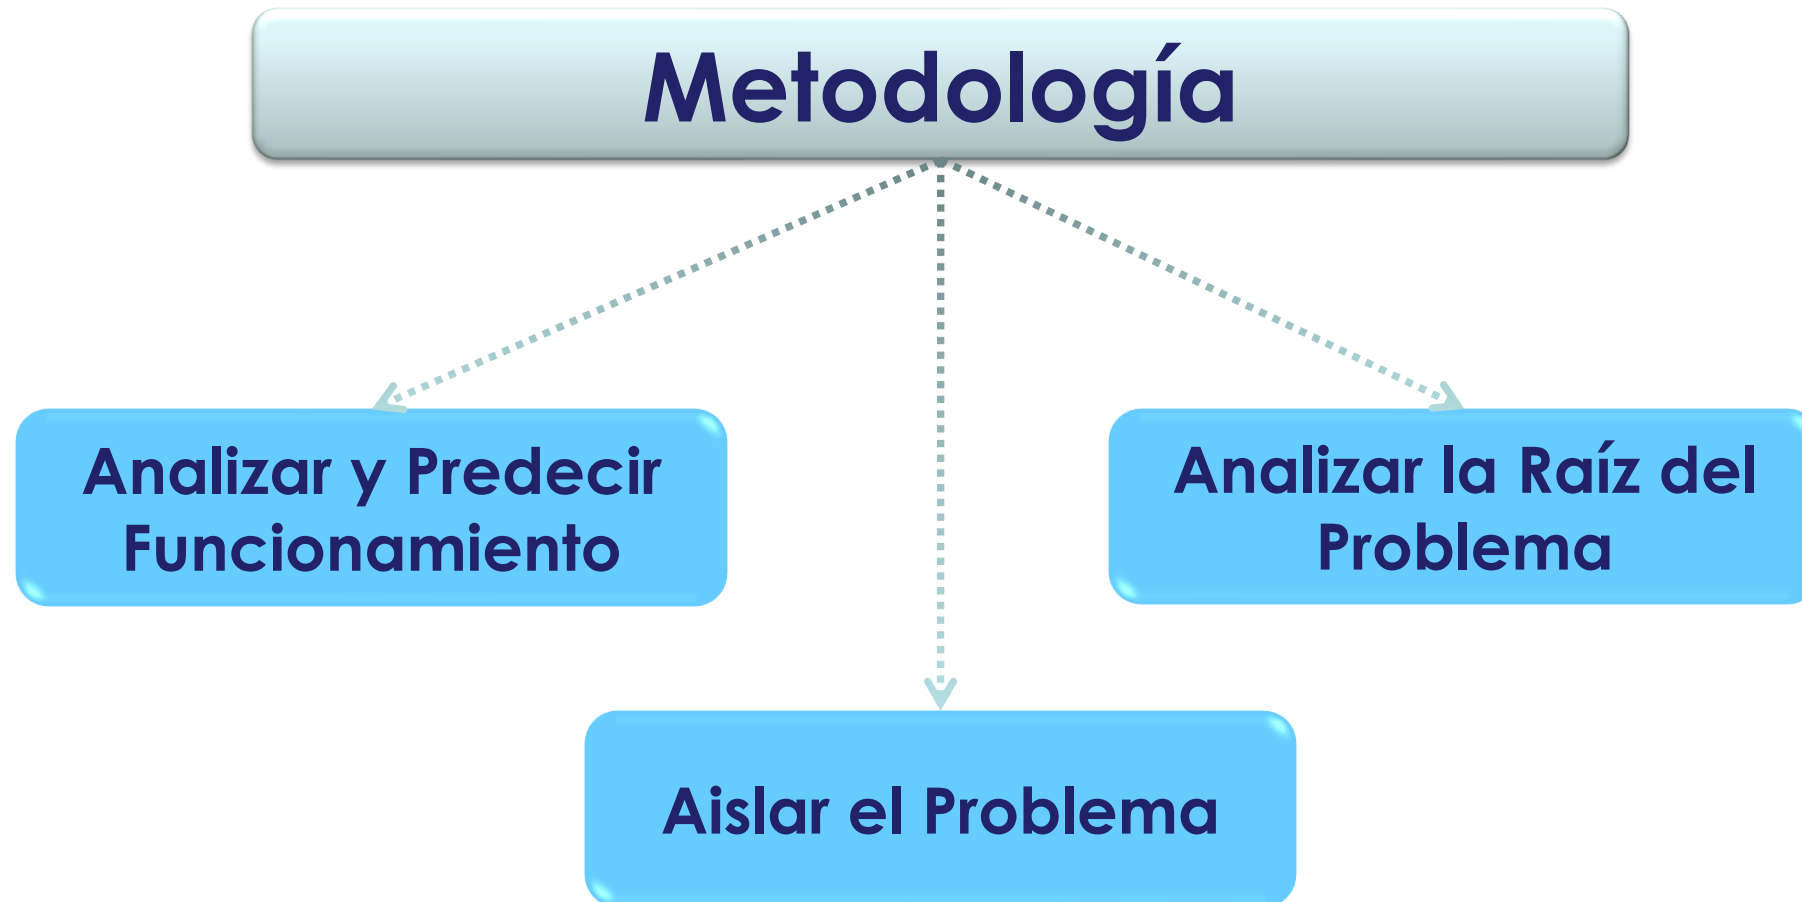 Metodología
Analizar y Predecir
Funcionamiento
Analizar la Raíz del
Problema
Aislar el Problema